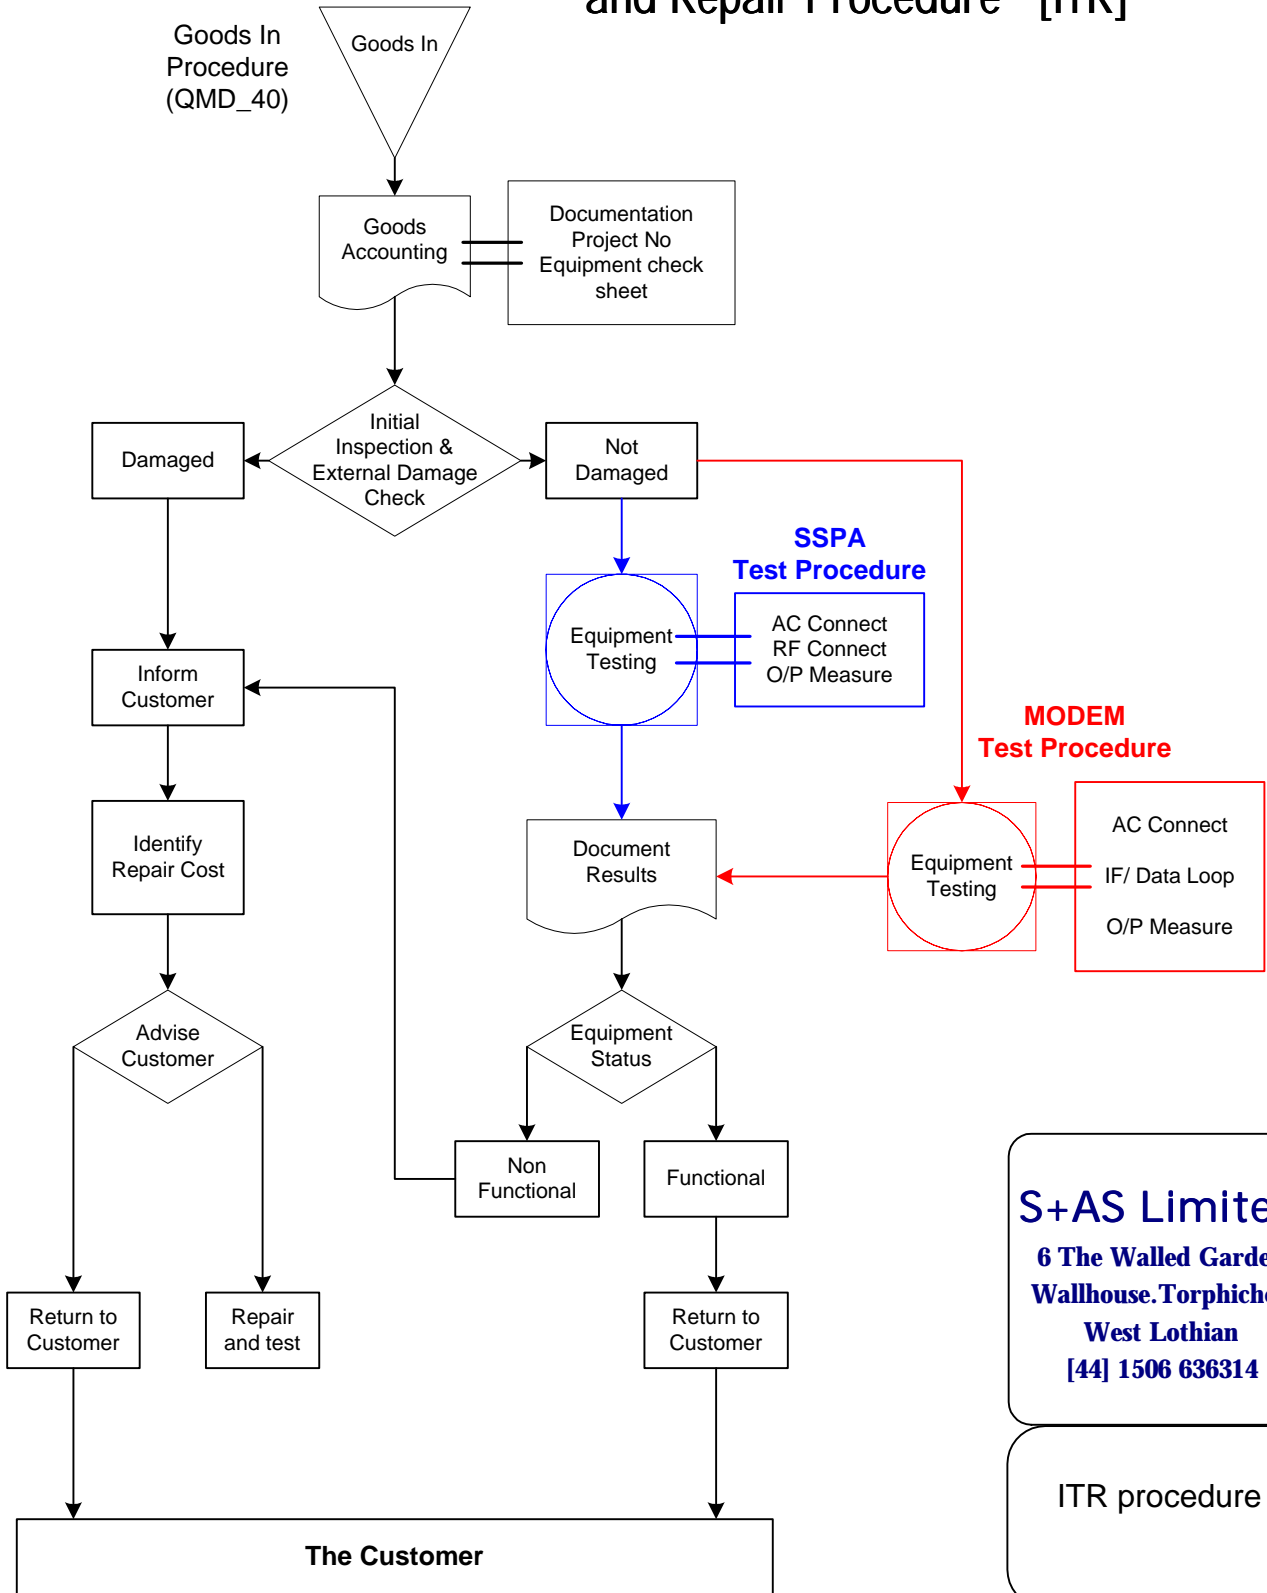 and Repair Procedure [ITR]
Goods In
Procedure
(QMD_40)
Goods In
Goods
Accounting
Documentation
Project No
Equipment check
sheet
Initial
Inspection &
External Damage
Check
Damaged
Not
Damaged
SSPA
Test Procedure
Equipment
Testing
AC Connect
RF Connect
O/P Measure
Inform
Customer
MODEM
Test Procedure
Equipment
Testing
AC Connect
IF/ Data Loop
O/P Measure
Identify
Repair Cost
Document
Results
Advise
Customer
Equipment
Status
Non
Functional
Functional
Return to
Customer
Repair
and test
Return to
Customer
The Customer
S+AS Limite
6 The Walled Garde
Wallhouse.Torphiche
West Lothian
[44] 1506 636314
ITR procedure